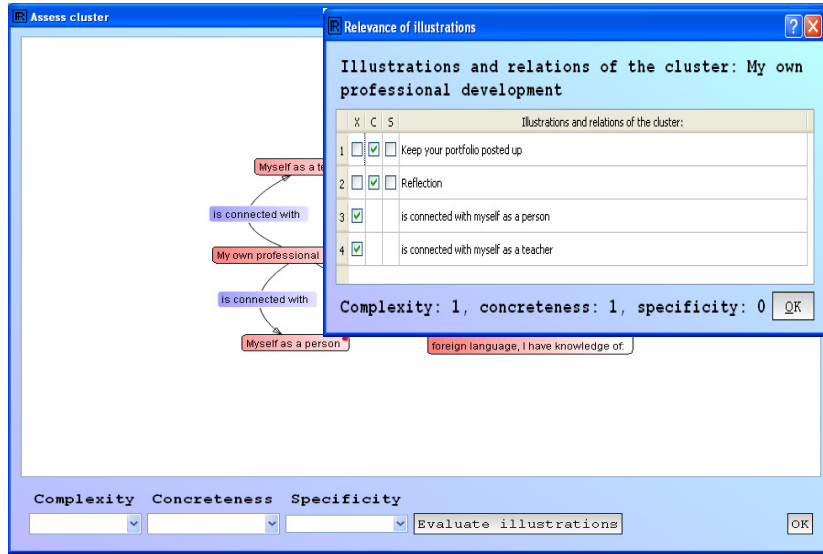 Assess cluster
Relevance of illustrations
Illustrations and relations of the cluster: My own
professional development
X C S Illustrations and relations of the cluster:
1 Keep your portfolio posted up
2 Reflection
3 is connected with myself as a person
4 is connected with myself as a teacher
Complexity: 1, concreteness: 1, specificity: 0 OK
Myself as a te
is connected with
My own professional
is connected with
Myself as a person
foreign language, I have knowledge of:
Complexity Concreteness Specificity
Evaluate illustrations OK